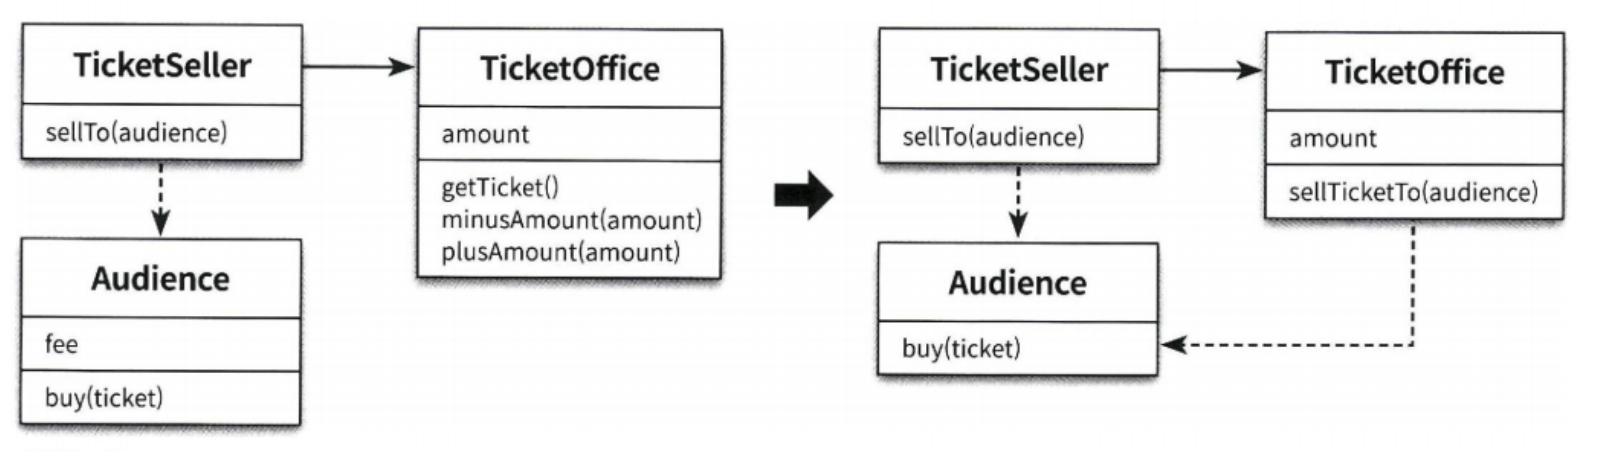 TicketSeller
sellTo(audience)
TicketOffice
amount
getTicket()
minusAmount(amount)
plusAmount(amount)
Audience
fee
buy(ticket)
TicketSeller
sellTo(audience)
TicketOffice
amount
sellTicketTo(audience)
Audience
buy(ticket)